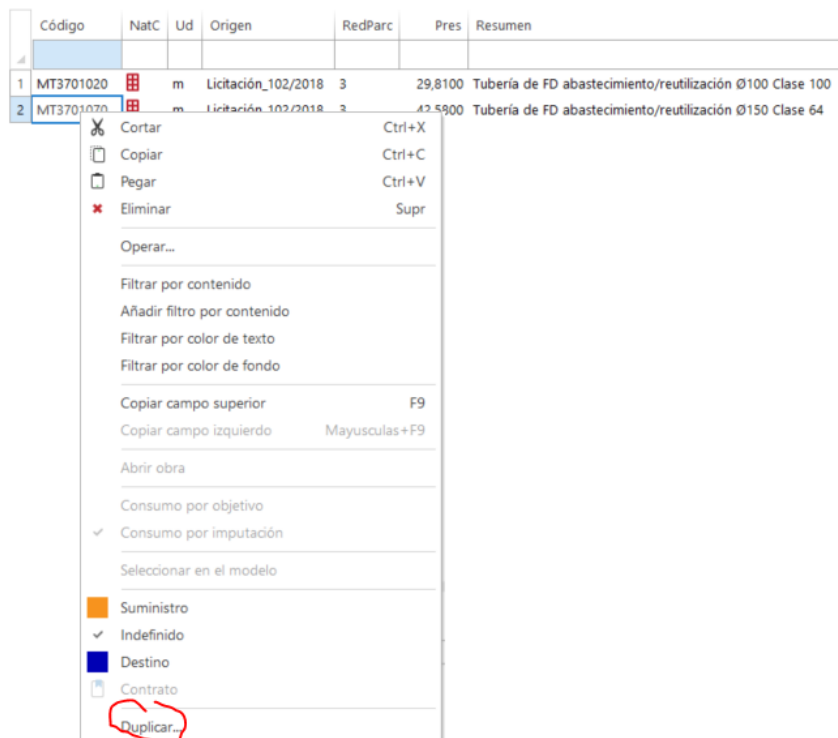 Código NatC Ud Origen RedParc Pres Resumen
1 MT3701020 m Licitación_102/2018 3 29,8100 Tubería de FD abastecimiento/reutilización Ø100 Clase 100
2 MT3701070 m Licitación_102/2018 3 42,5800 Tubería de FD abastecimiento/reutilización Ø150 Clase 64
Cortar Ctrl+X
Copiar Ctrl+C
Pegar Ctrl+V
Eliminar Supr
Operar...
Filtrar por contenido
Añadir filtro por contenido
Filtrar por color de texto
Filtrar por color de fondo
Copiar campo superior F9
Copiar campo izquierdo Mayusculas+F9
Abrir obra
Consumo por objetivo
Consumo por imputación
Seleccionar en el modelo
Suministro
Indefinido
Destino
Contrato
Duplicar...